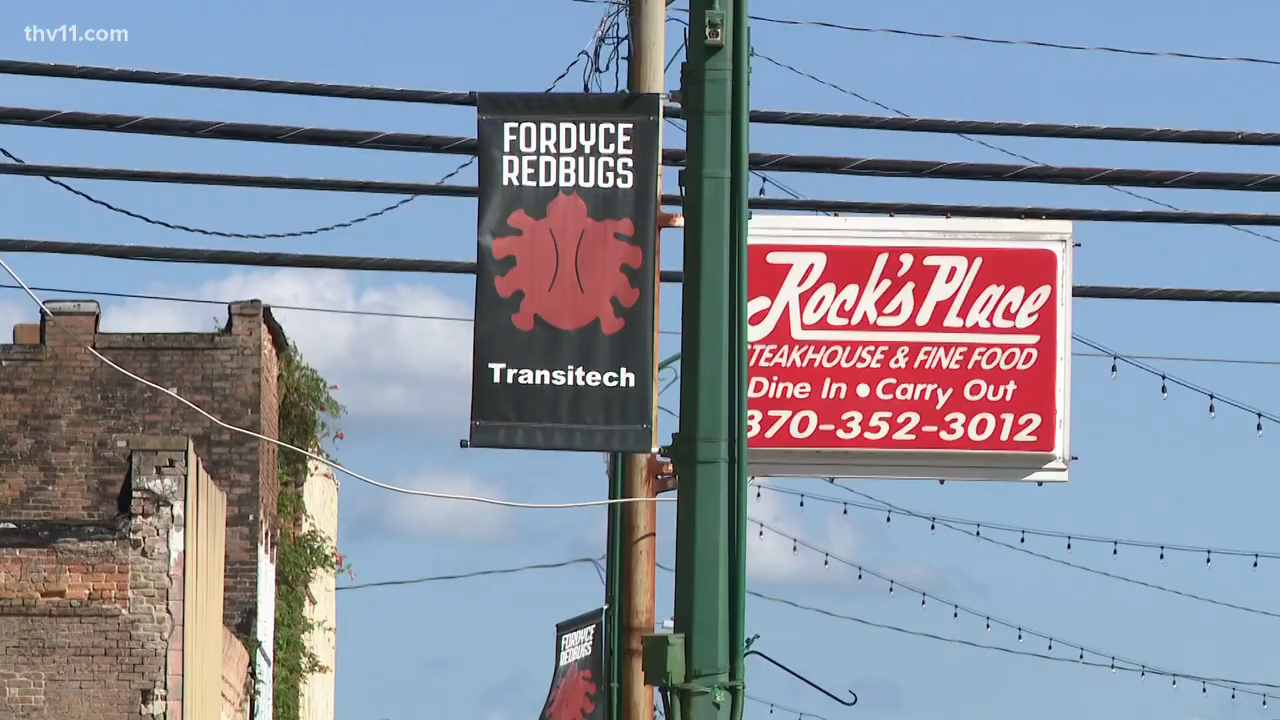 thv11.com
FORDYCE
REDBUGS
Transitech
Rock's Place
STEAKHOUSE & FINE FOOD
Dine In • Carry Out
870-352-3012
FORDYCE
REDBUGS